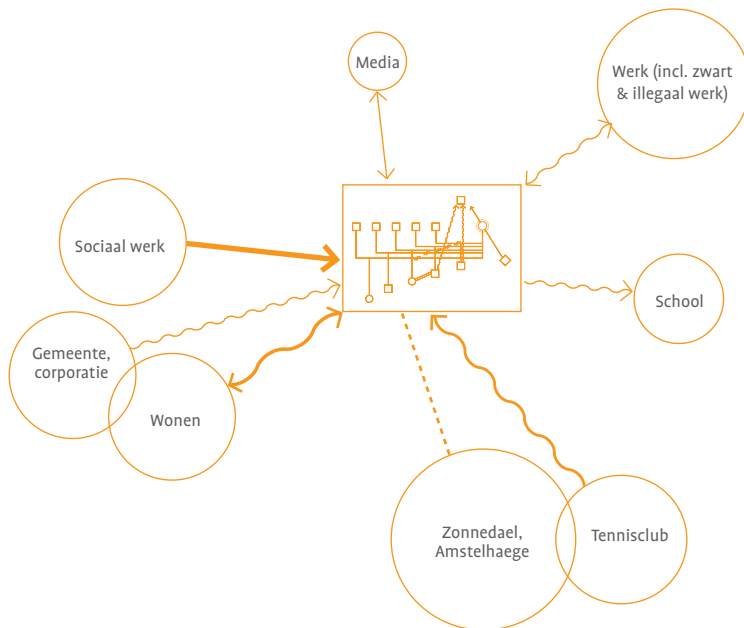 Media
Werk (incl. zwart
& illegaal werk)
Sociaal werk
School
Gemeente,
corporatie
Wonen
Zonnedael,
Amstelhaege
Tennisclub